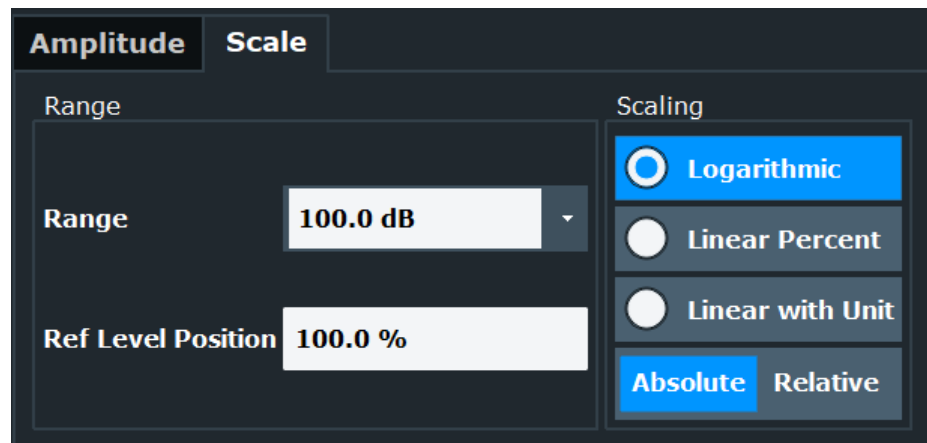 Amplitude Scale
Range
Scaling
Logarithmic
Range 100.0 dB
Linear Percent
Linear with Unit
Ref Level Position 100.0 %
Absolute Relative